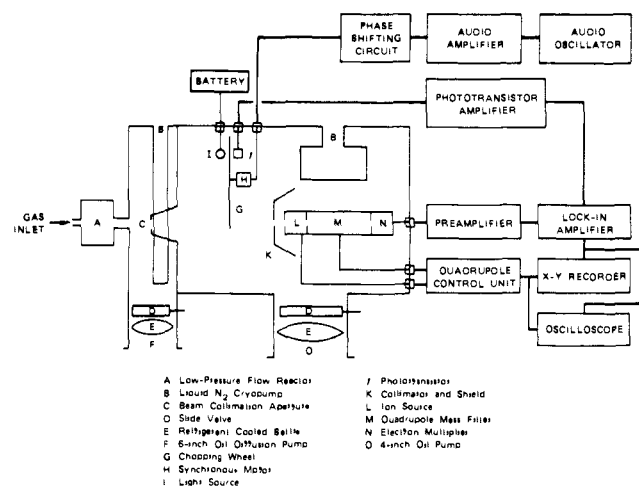 PHASE
SHIFTING
CIRCUIT
AUDIO
AMPLIFIER
AUDIO
OSCILLATOR
BATTERY
PHOTOTRANSISTOR
AMPLIFIER
B
I
J
B
H
G
GAS
INLET
A
C
L
M
N
K
PREAMPLIFIER
LOCK-IN
AMPLIFIER
QUADRUPOLE
CONTROL UNIT
X-Y RECORDER
OSCILLOSCOPE
D
E
F
D
E
O
A Low-Pressure Flow Reactor
B Liquid N2 Cryopump
C Beam Collimation Aperture
D Slide Valve
E Refrigerent Cooled Baffle
F 6-inch Oil Diffusion Pump
G Chopping Wheel
H Synchronous Motor
I Light Source
J Phototransistor
K Collimator and Shield
L Ion Source
M Quadrupole Mass Filter
N Electron Multiplier
O 4-inch Oil Pump